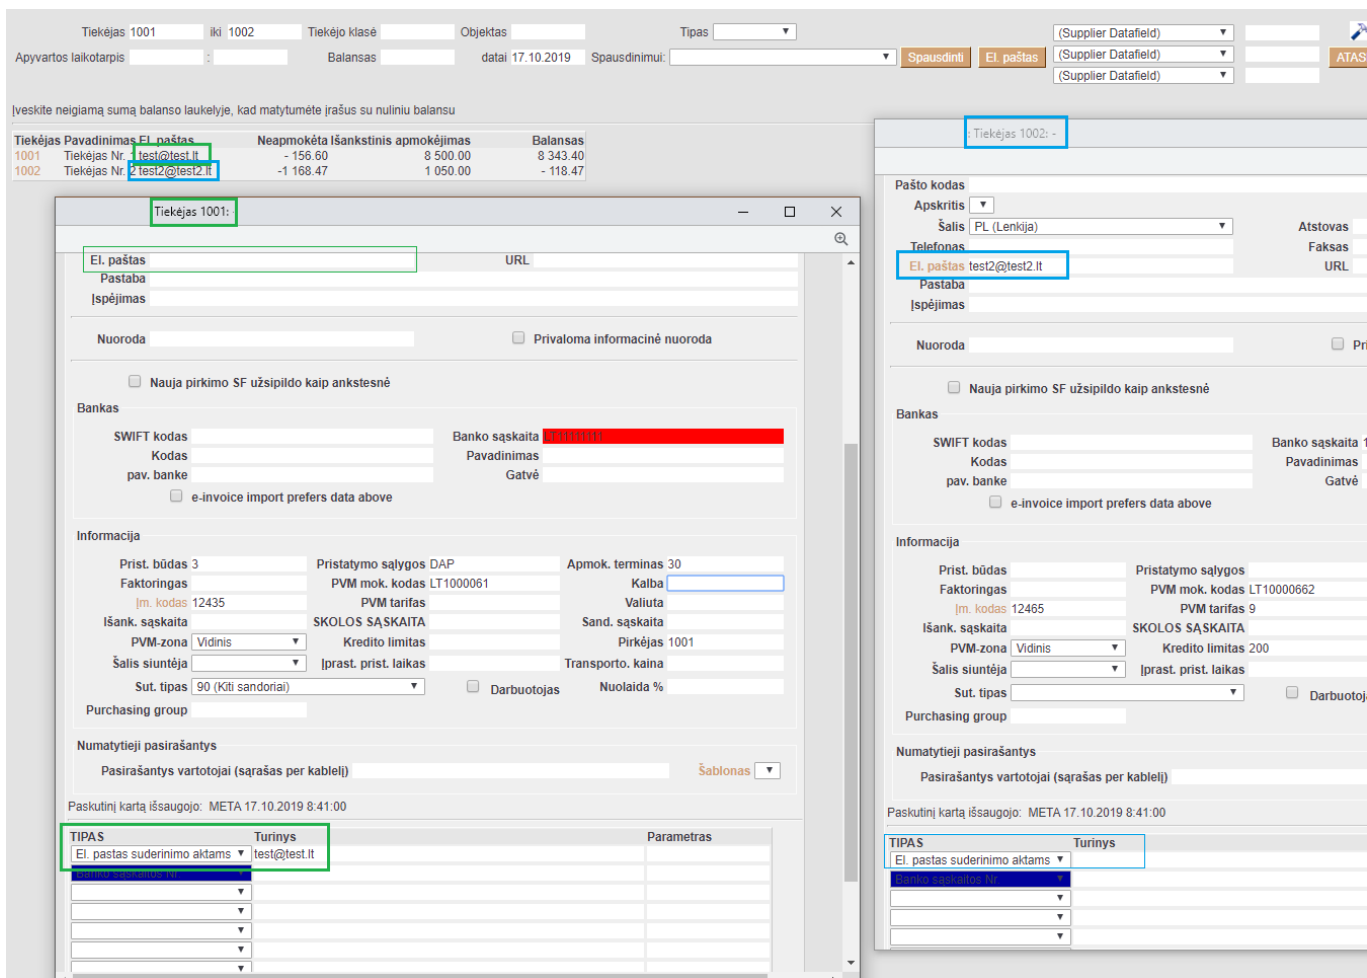 Tiekėjas 1001 iki 1002 Tiekėjo klasė Objektas Tipas (Supplier Datafield)
Apyvartos laikotarpis : Balansas datai 17.10.2019 Spausdinimui: Spausdinti El. paštas (Supplier Datafield) ATAS
(Supplier Datafield)
Įveskite neigiamą sumą balanso laukelyje, kad matytumėte įrašus su nuliniu balansu
Tiekėjas Pavadinimas El. paštas Neapmokėta Išankstinis apmokėjimas Balansas
1001 Tiekėjas Nr. 1 test@test.lt - 156.60 8 500.00 8 343.40
1002 Tiekėjas Nr. 2 test2@test2.lt -1 168.47 1 050.00 - 118.47
Tiekėjas 1001: -
El. paštas URL
Pastaba
Įspėjimas
Nuoroda Privaloma informacinė nuoroda
Nauja pirkimo SF užsipildo kaip ankstesnė
Bankas
SWIFT kodas Banko sąskaita LT11111111
Kodas Pavadinimas
pav. banke Gatvė
e-invoice import prefers data above
Informacija
Prist. būdas 3 Pristatymo sąlygos DAP Apmok. terminas 30
Faktoringas PVM mok. kodas LT1000061 Kalba
Įm. kodas 12435 PVM tarifas Valiuta
Išank. sąskaita SKOLOS SĄSKAITA Sand. sąskaita
PVM-zona Vidinis Kredito limitas Pirkėjas 1001
Šalis siuntėja Įprast. prist. laikas Transporto. kaina
Sut. tipas 90 (Kiti sandoriai) Darbuotojas Nuolaida %
Purchasing group
Numatytieji pasirašantys
Pasirašantys vartotojai (sąrašas per kablelį) Šablonas
Paskutinį kartą išsaugojo: META 17.10.2019 8:41:00
TIPAS Turinys Parametras
El. pastas suderinimo aktams test@test.lt
Banko sąskaitos Nr
: Tiekėjas 1002: -
Pašto kodas
Apskritis
Šalis PL (Lenkija) Atstovas
Telefonas Faksas
El. paštas test2@test2.lt URL
Pastaba
Įspėjimas
Nuoroda Pri
Nauja pirkimo SF užsipildo kaip ankstesnė
Bankas
SWIFT kodas Banko sąskaita 1
Kodas Pavadinimas
pav. banke Gatvė
e-invoice import prefers data above
Informacija
Prist. būdas Pristatymo sąlygos
Faktoringas PVM mok. kodas LT10000662
Įm. kodas 12465 PVM tarifas 9
Išank. sąskaita SKOLOS SĄSKAITA
PVM-zona Vidinis Kredito limitas 200
Šalis siuntėja Įprast. prist. laikas
Sut. tipas Darbuotoja
Purchasing group
Numatytieji pasirašantys
Pasirašantys vartotojai (sąrašas per kablelį)
Paskutinį kartą išsaugojo: META 17.10.2019 8:41:00
TIPAS Turinys
El. pastas suderinimo aktams
Banko sąskaitos Nr